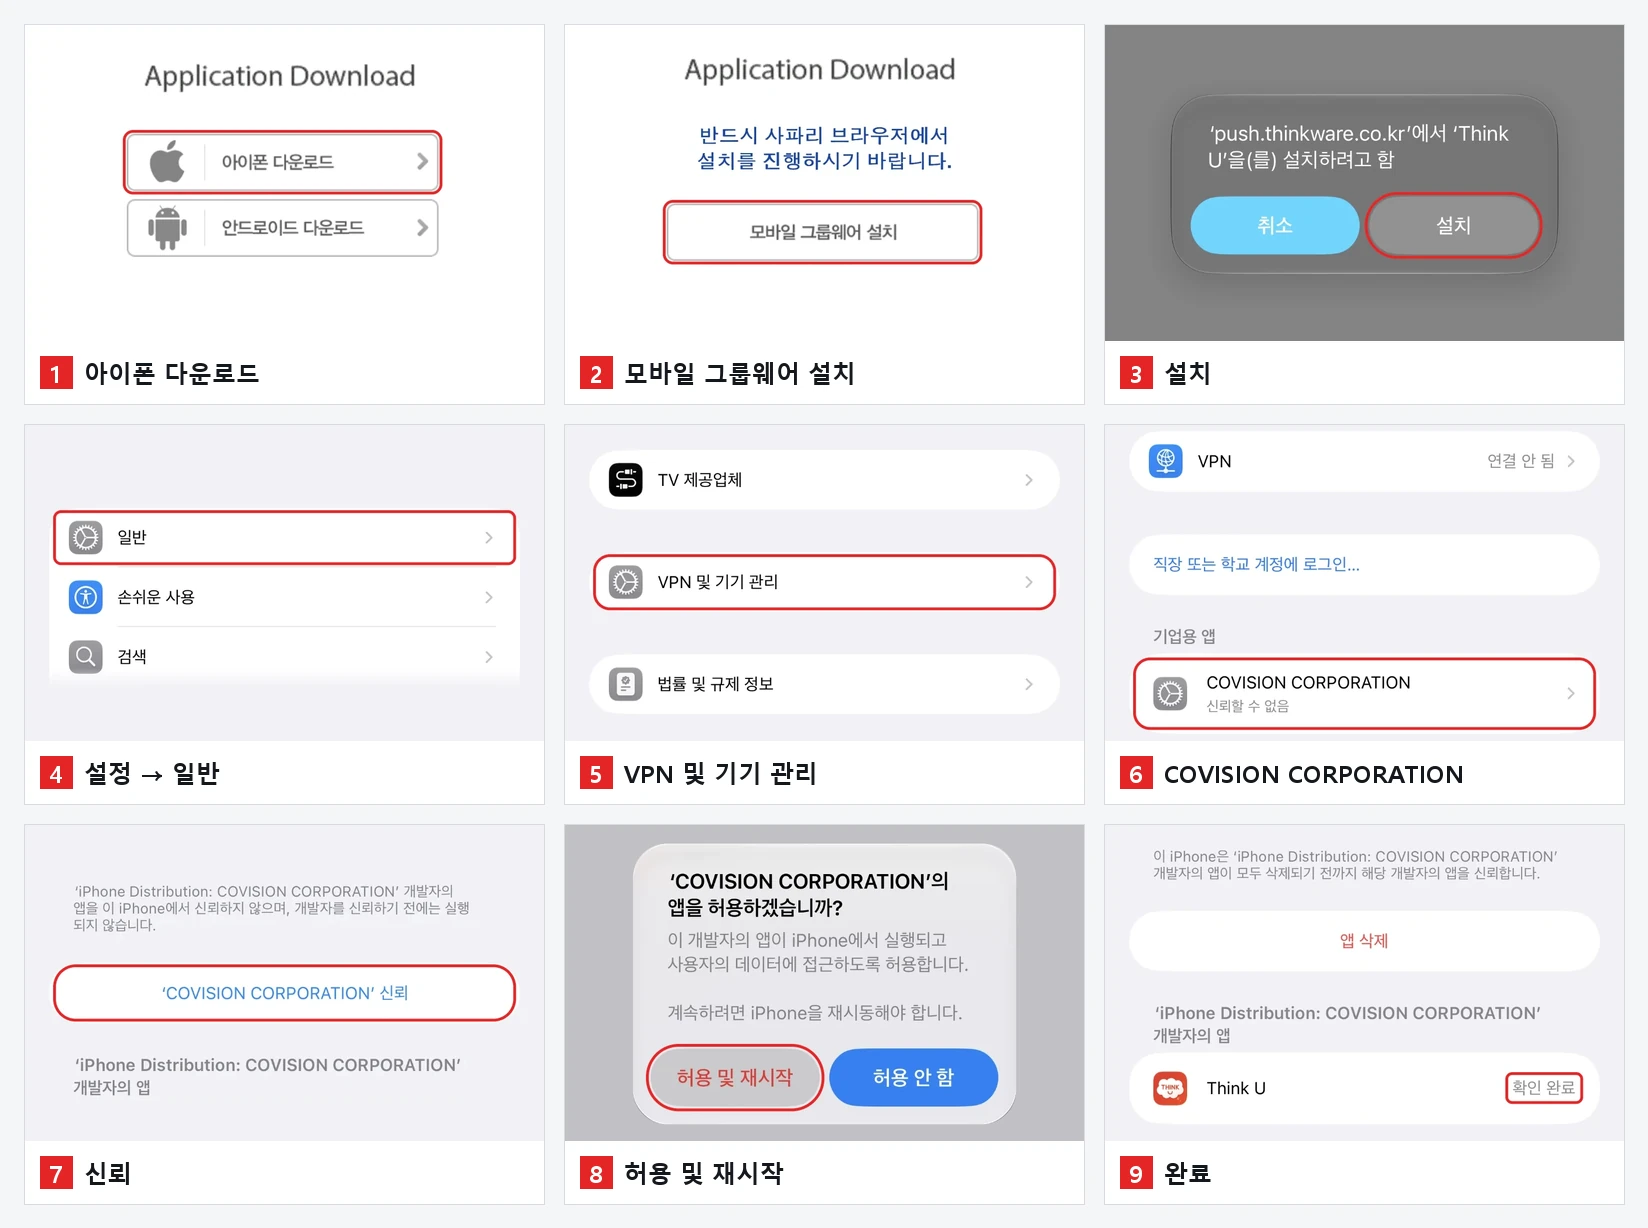 Application Download
아이폰 다운로드
안드로이드 다운로드
1 아이폰 다운로드
Application Download
반드시 사파리 브라우저에서
설치를 진행하시기 바랍니다.
모바일 그룹웨어 설치
2 모바일 그룹웨어 설치
‘push.thinkware.co.kr’에서 ‘Think
U’을(를) 설치하려고 함
취소
설치
3 설치
일반
손쉬운 사용
검색
4 설정 → 일반
TV 제공업체
VPN 및 기기 관리
법률 및 규제 정보
5 VPN 및 기기 관리
VPN 연결 안 됨
직장 또는 학교 계정에 로그인...
기업용 앱
COVISION CORPORATION
신뢰할 수 없음
6 COVISION CORPORATION
‘iPhone Distribution: COVISION CORPORATION’ 개발자의
앱을 이 iPhone에서 신뢰하지 않으며, 개발자를 신뢰하기 전에는 실행
되지 않습니다.
‘COVISION CORPORATION’ 신뢰
‘iPhone Distribution: COVISION CORPORATION’
개발자의 앱
7 신뢰
‘COVISION CORPORATION’의
앱을 허용하겠습니까?
이 개발자의 앱이 iPhone에서 실행되고
사용자의 데이터에 접근하도록 허용합니다.
계속하려면 iPhone을 재시동해야 합니다.
허용 및 재시작
허용 안 함
8 허용 및 재시작
이 iPhone은 ‘iPhone Distribution: COVISION CORPORATION’
개발자의 앱이 모두 삭제되기 전까지 해당 개발자의 앱을 신뢰합니다.
앱 삭제
‘iPhone Distribution: COVISION CORPORATION’
개발자의 앱
THINK
Think U
확인 완료
9 완료